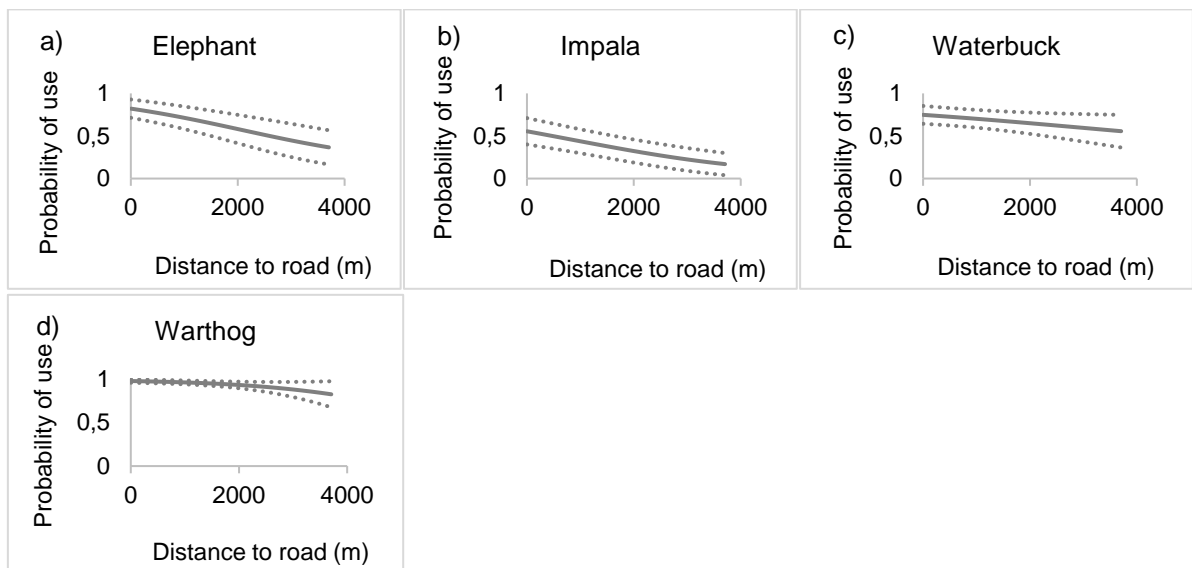 a)
Elephant
Probability of use
1
0,5
0
0
2000
4000
Distance to road (m)
b)
Impala
Probability of use
1
0,5
0
0
2000
4000
Distance to road (m)
c)
Waterbuck
Probability of use
1
0,5
0
0
2000
4000
Distance to road (m)
d)
Warthog
Probability of use
1
0,5
0
0
2000
4000
Distance to road (m)